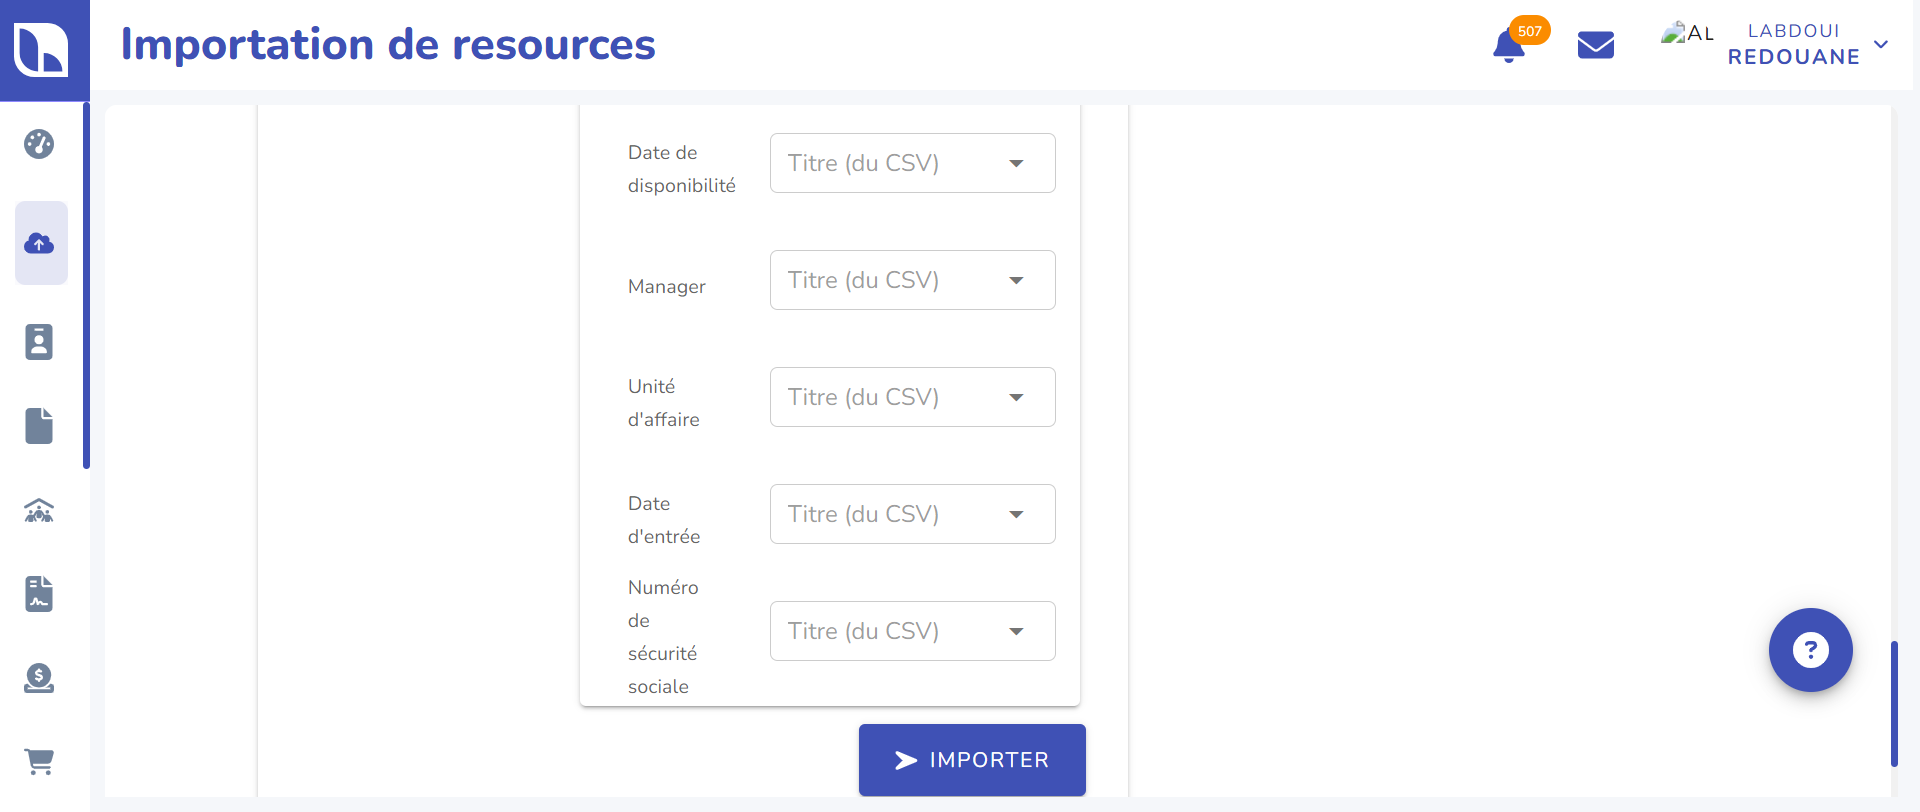 Importation de resources
507
AL
LABDOUI
REDOUANE
Date de
disponibilité
Titre (du CSV)
Manager
Titre (du CSV)
Unité
d'affaire
Titre (du CSV)
Date
d'entrée
Titre (du CSV)
Numéro
de
sécurité
sociale
Titre (du CSV)
IMPORTER